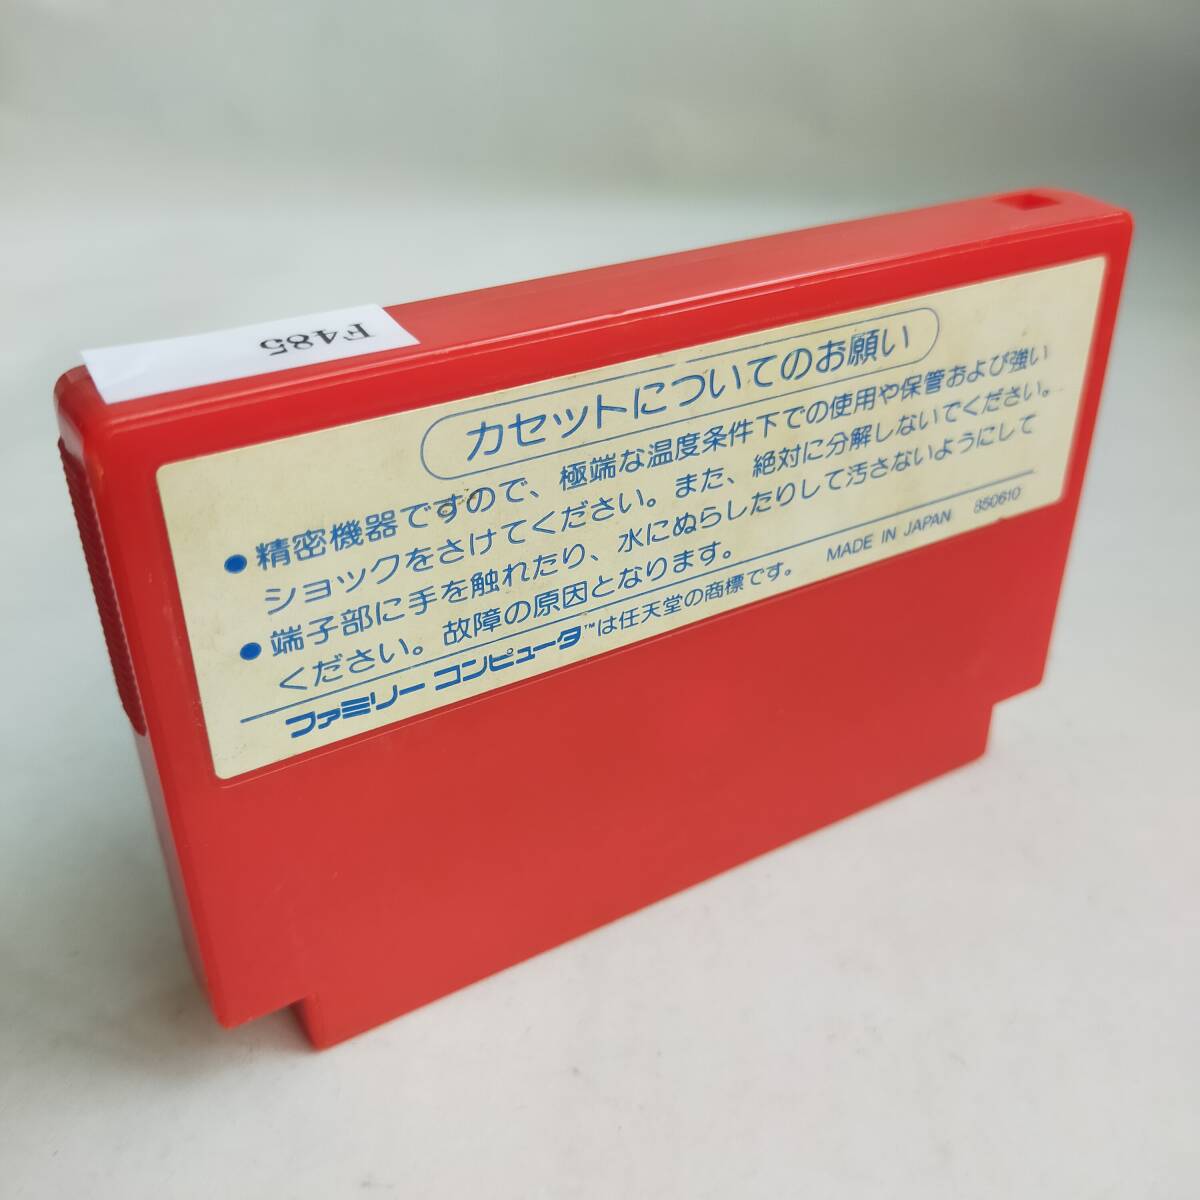 F485
カセットについてのお願い
●精密機器ですので、極端な温度条件下での使用や保管および強い
ショックをさけてください。また、絶対に分解しないでください。
●端子部に手を触れたり、水にぬらしたりして汚さないようにして
ください。故障の原因となります。
ファミリーコンピュータ™は任天堂の商標です。 MADE IN JAPAN 850610